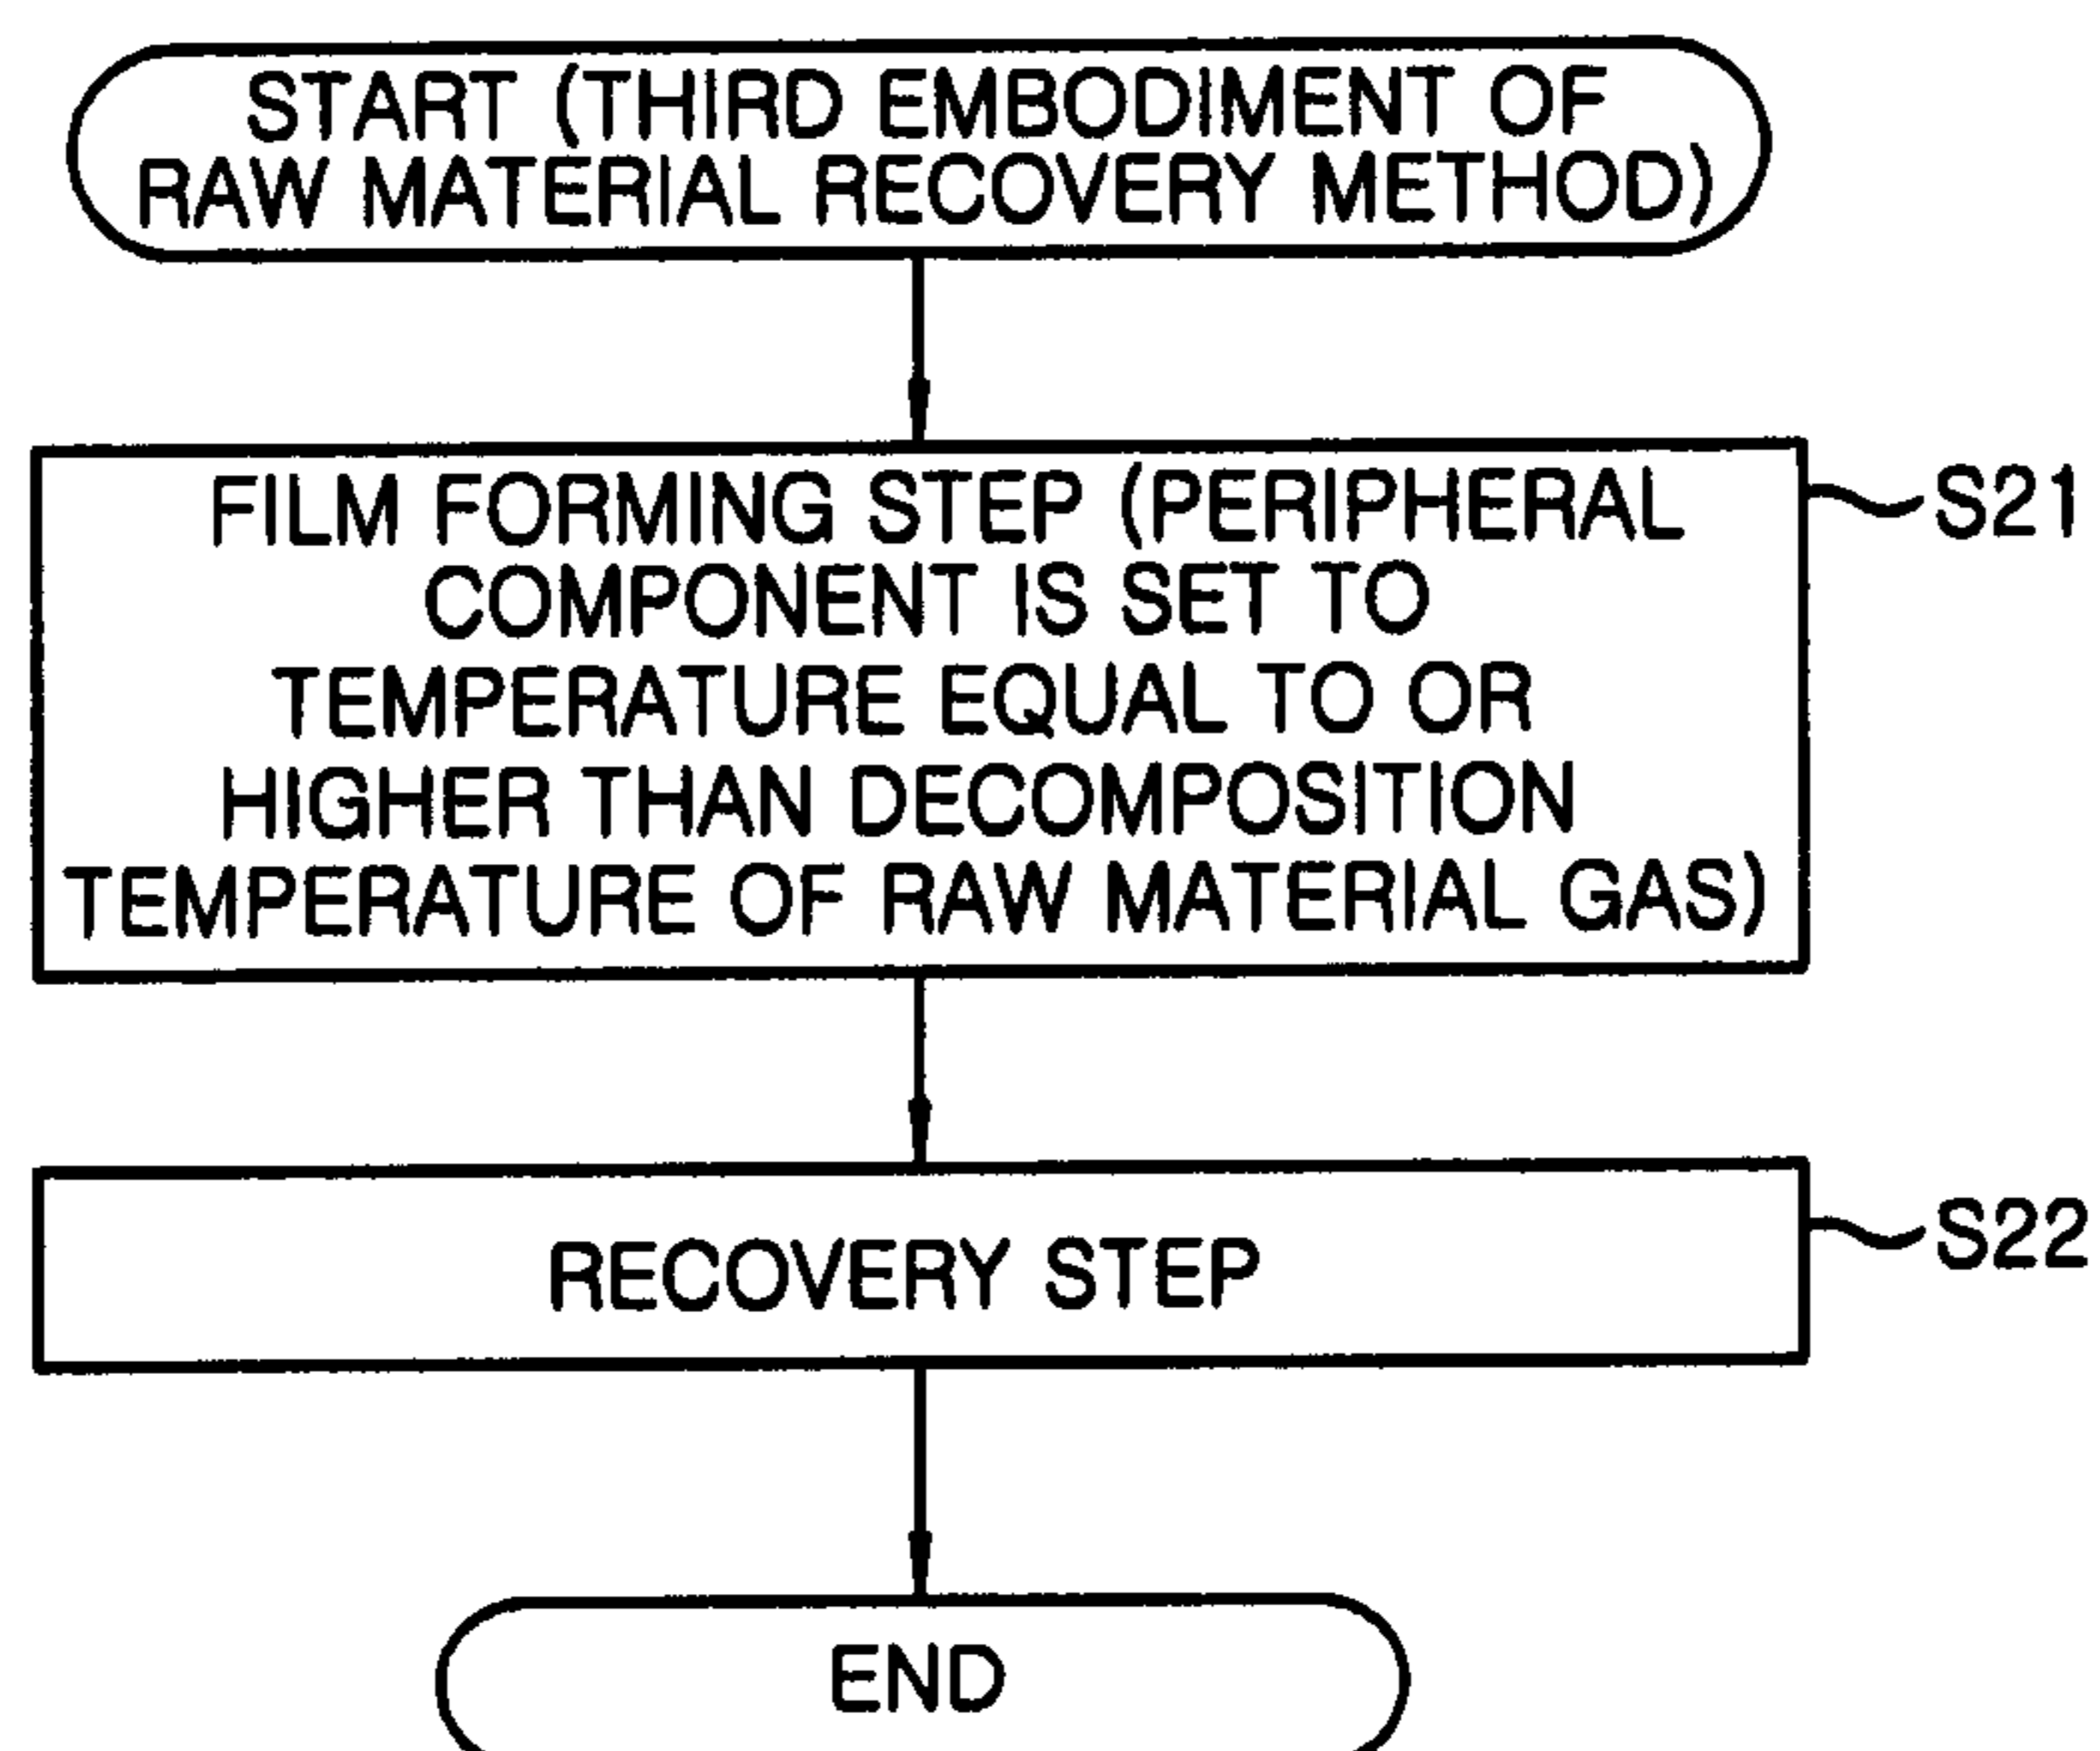 START (THIRD EMBODIMENT OF
RAW MATERIAL RECOVERY METHOD)
FILM FORMING STEP (PERIPHERAL
COMPONENT IS SET TO
TEMPERATURE EQUAL TO OR
HIGHER THAN DECOMPOSITION
TEMPERATURE OF RAW MATERIAL GAS)
S21
RECOVERY STEP
S22
END